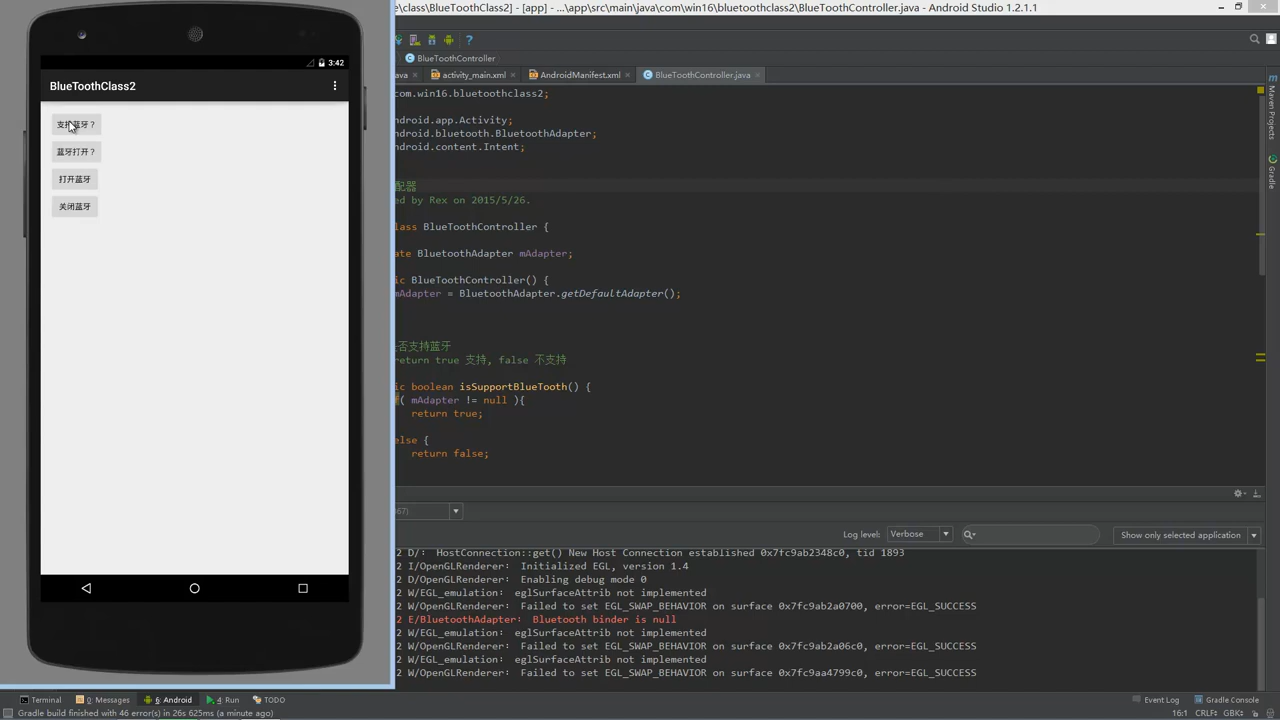 e\class\BlueToothClass2] - [app] - ...\app\src\main\java\com\win16\bluetoothclass2\BlueToothController.java - Android Studio 1.2.1.1
3:42
BlueToothClass2
支持蓝牙？
蓝牙打开？
打开蓝牙
关闭蓝牙
?
BlueToothController
ava
activity_main.xml
AndroidManifest.xml
BlueToothController.java
com.win16.bluetoothclass2;
ndroid.app.Activity;
ndroid.bluetooth.BluetoothAdapter;
ndroid.content.Intent;
配器
ed by Rex on 2015/5/26.
lass BlueToothController {
ate BluetoothAdapter mAdapter;
ic BlueToothController() {
mAdapter = BluetoothAdapter.getDefaultAdapter();
否支持蓝牙
return true 支持, false 不支持
ic boolean isSupportBlueTooth() {
( mAdapter != null ){
return true;
else {
return false;
Maven Projects
Gradle
67)
Log level:
Verbose
Show only selected application
2 D/﹕ HostConnection::get() New Host Connection established 0x7fc9ab2348c0, tid 1893
2 I/OpenGLRenderer﹕ Initialized EGL, version 1.4
2 D/OpenGLRenderer﹕ Enabling debug mode 0
2 W/EGL_emulation﹕ eglSurfaceAttrib not implemented
2 W/OpenGLRenderer﹕ Failed to set EGL_SWAP_BEHAVIOR on surface 0x7fc9ab2a0700, error=EGL_SUCCESS
2 E/BluetoothAdapter﹕ Bluetooth binder is null
2 W/EGL_emulation﹕ eglSurfaceAttrib not implemented
2 W/OpenGLRenderer﹕ Failed to set EGL_SWAP_BEHAVIOR on surface 0x7fc9ab2a06c0, error=EGL_SUCCESS
2 W/EGL_emulation﹕ eglSurfaceAttrib not implemented
2 W/OpenGLRenderer﹕ Failed to set EGL_SWAP_BEHAVIOR on surface 0x7fc9aa4799c0, error=EGL_SUCCESS
Terminal
0: Messages
6: Android
4: Run
TODO
Event Log
Gradle Console
Gradle build finished with 46 error(s) in 26s 625ms (a minute ago)
16:1
CRLF
GBK